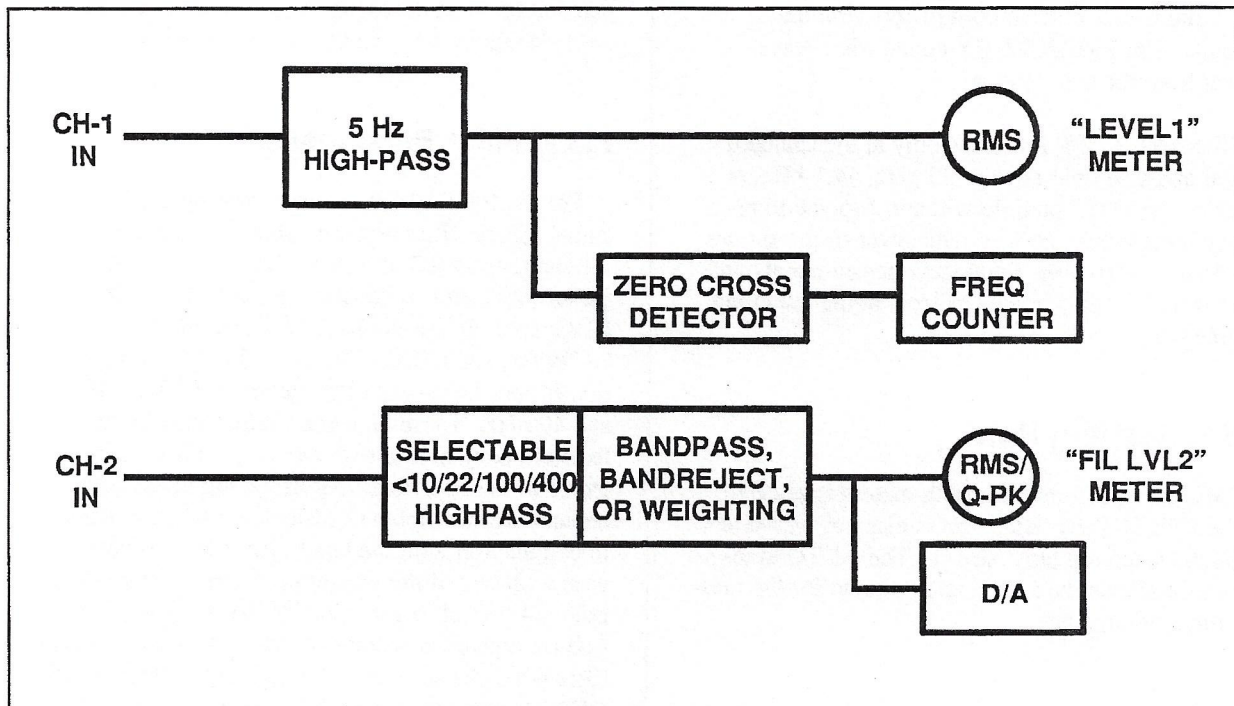 CH-1
IN
5 Hz
HIGH-PASS
RMS
“LEVEL1”
METER
ZERO CROSS
DETECTOR
FREQ
COUNTER
CH-2
IN
SELECTABLE
<10/22/100/400
HIGHPASS
BANDPASS,
BANDREJECT,
OR WEIGHTING
RMS/
Q-PK
“FIL LVL2”
METER
D/A